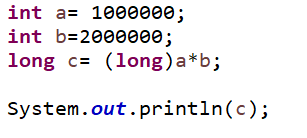 int a= 1000000;
int b=2000000;
long c= (long)a*b;
System.out.println(c);